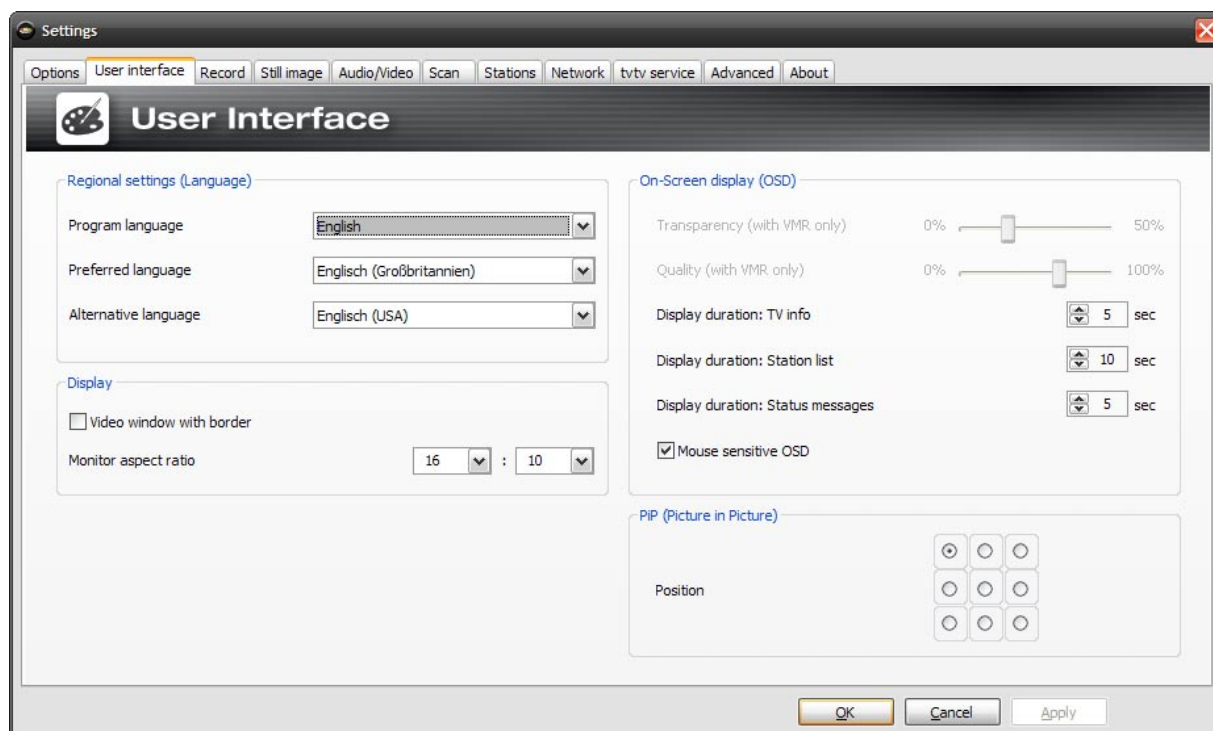 Settings
Options User interface Record Still image Audio/Video Scan Stations Network tvtv service Advanced About
User Interface
Regional settings (Language)
Program language English
Preferred language Englisch (Großbritannien)
Alternative language Englisch (USA)
Display
Video window with border
Monitor aspect ratio 16 : 10
On-Screen display (OSD)
Transparency (with VMR only) 0% 50%
Quality (with VMR only) 0% 100%
Display duration: TV info 5 sec
Display duration: Station list 10 sec
Display duration: Status messages 5 sec
Mouse sensitive OSD
PiP (Picture in Picture)
Position
OK Cancel Apply